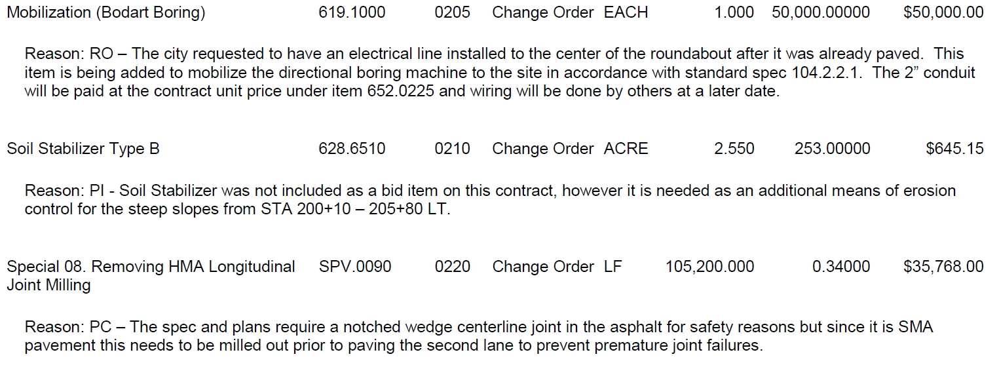 Mobilization (Bodart Boring) 619.1000 0205 Change Order EACH 1.000 50,000.00000 $50,000.00
Reason: RO – The city requested to have an electrical line installed to the center of the roundabout after it was already paved.  This
item is being added to mobilize the directional boring machine to the site in accordance with standard spec 104.2.2.1.  The 2” conduit
will be paid at the contract unit price under item 652.0225 and wiring will be done by others at a later date.
Soil Stabilizer Type B 628.6510 0210 Change Order ACRE 2.550 253.00000 $645.15
Reason: PI - Soil Stabilizer was not included as a bid item on this contract, however it is needed as an additional means of erosion
control for the steep slopes from STA 200+10 – 205+80 LT.
Special 08. Removing HMA Longitudinal SPV.0090 0220 Change Order LF 105,200.000 0.34000 $35,768.00
Joint Milling
Reason: PC – The spec and plans require a notched wedge centerline joint in the asphalt for safety reasons but since it is SMA
pavement this needs to be milled out prior to paving the second lane to prevent premature joint failures.